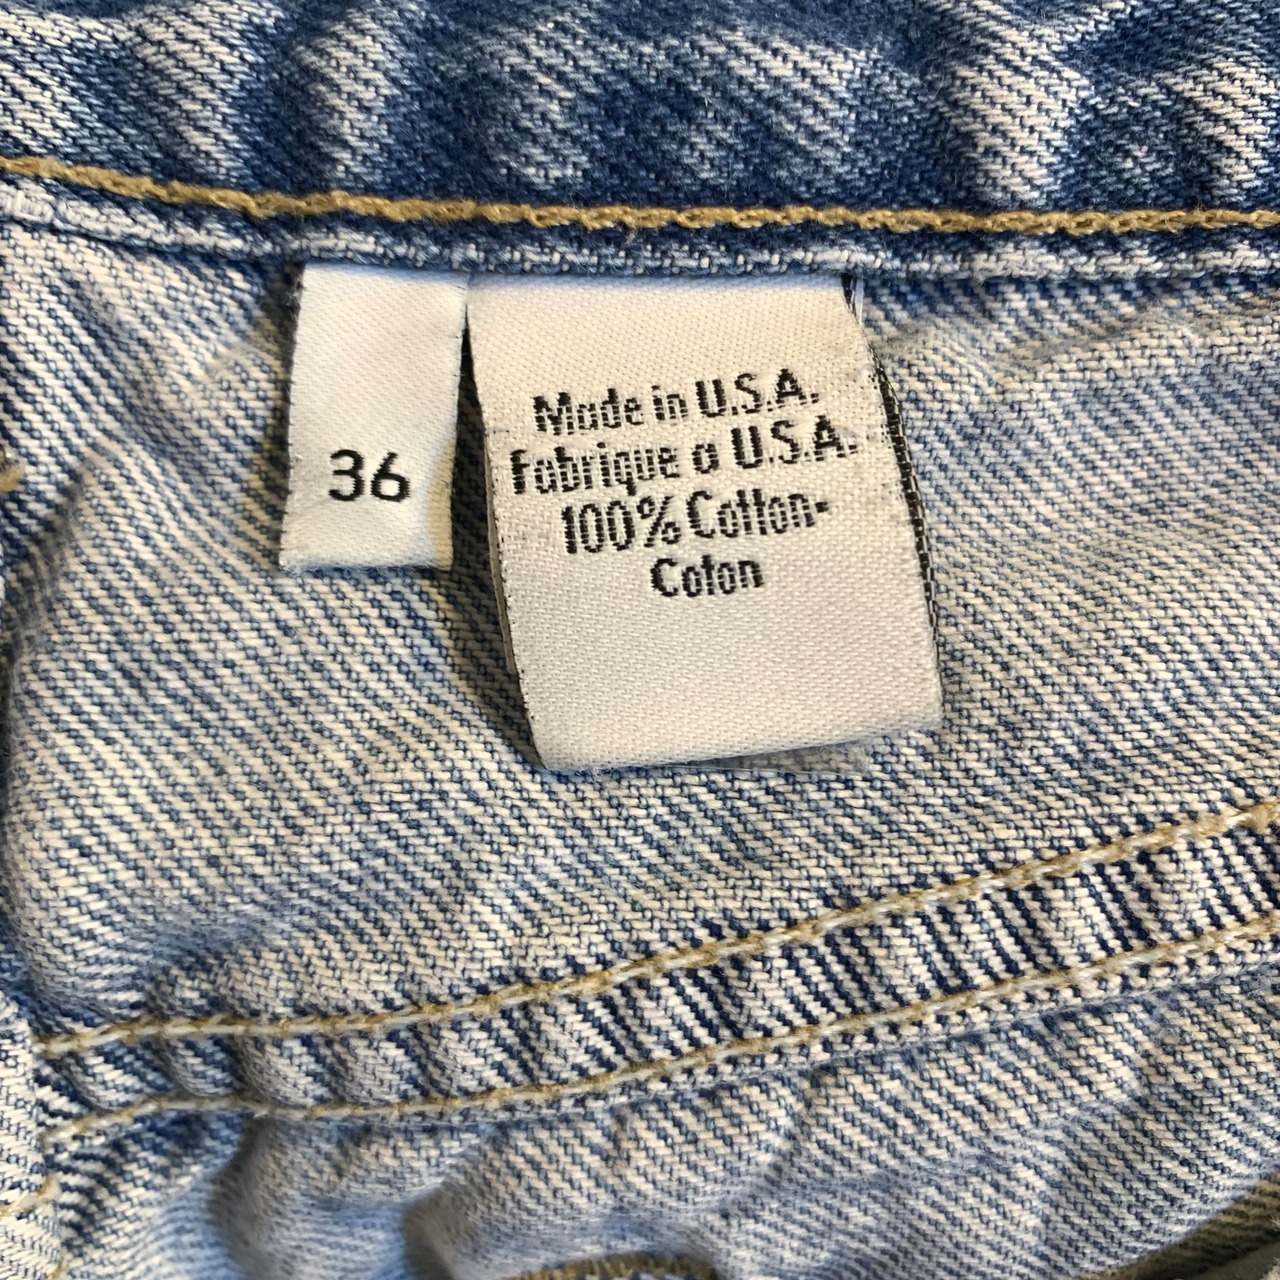 36
Made in U.S.A.
Fabrique a U.S.A.
100% Cotton-
Coton